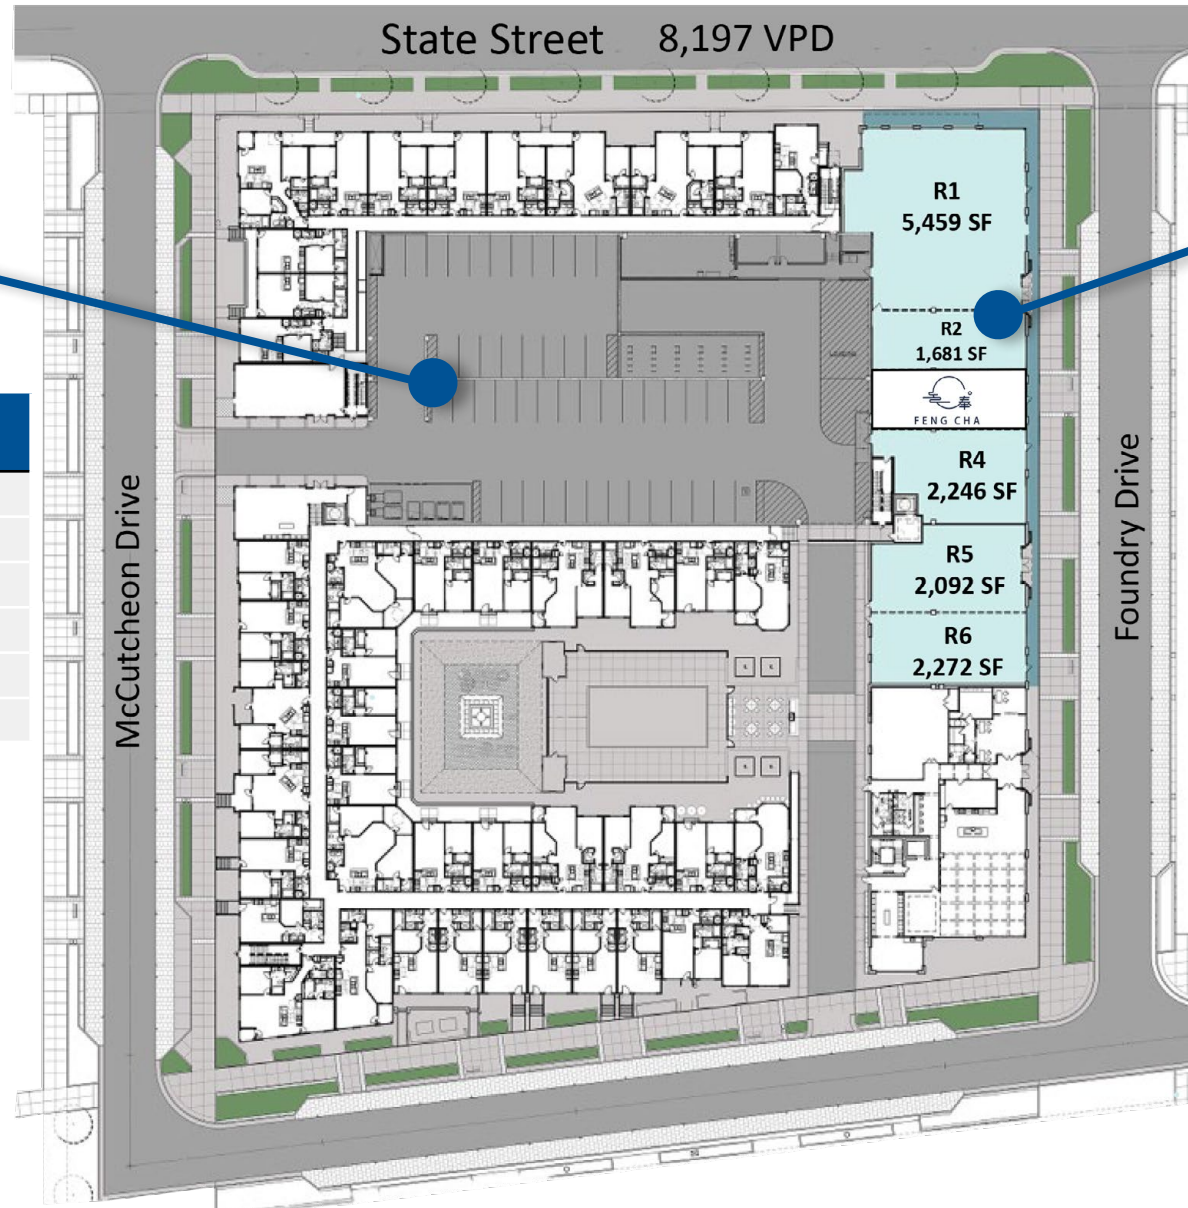 State Street 8,197 VPD
R1
5,459 SF
R2
1,681 SF
奉
FENG CHA
R4
2,246 SF
R5
2,092 SF
R6
2,272 SF
McCutcheon Drive
Foundry Drive